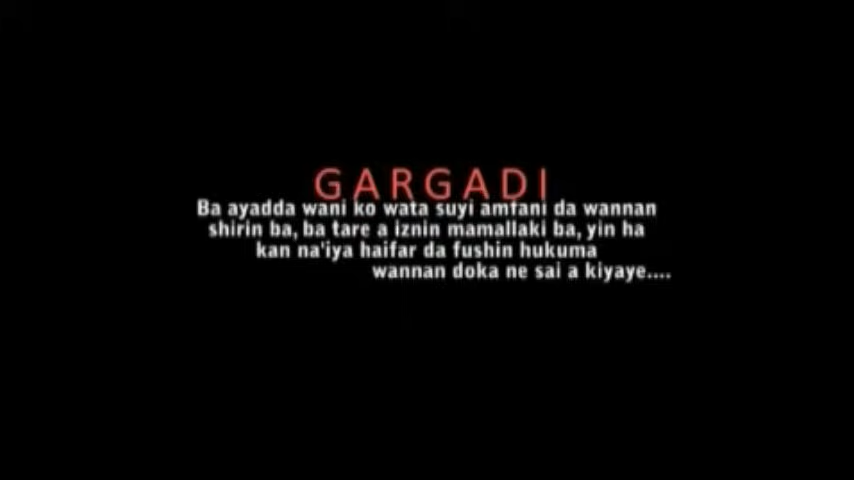 GARGADI
Ba ayadda wani ko wata suyi amfani da wannan
shirin ba, ba tare a iznin mamallaki ba, yin ha
kan na'iya haifar da fushin hukuma
wannan doka ne sai a kiyaye....